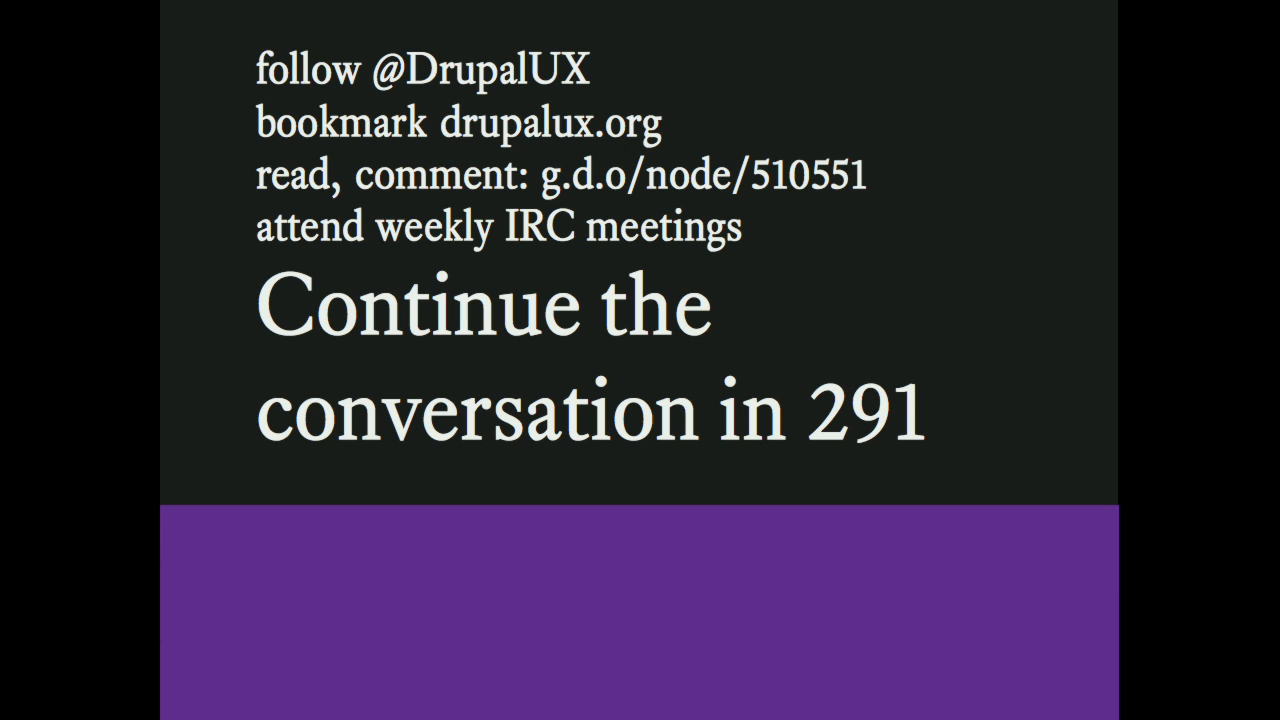 follow @DrupalUX
bookmark drupalux.org
read, comment: g.d.o/node/510551
attend weekly IRC meetings
Continue the
conversation in 291